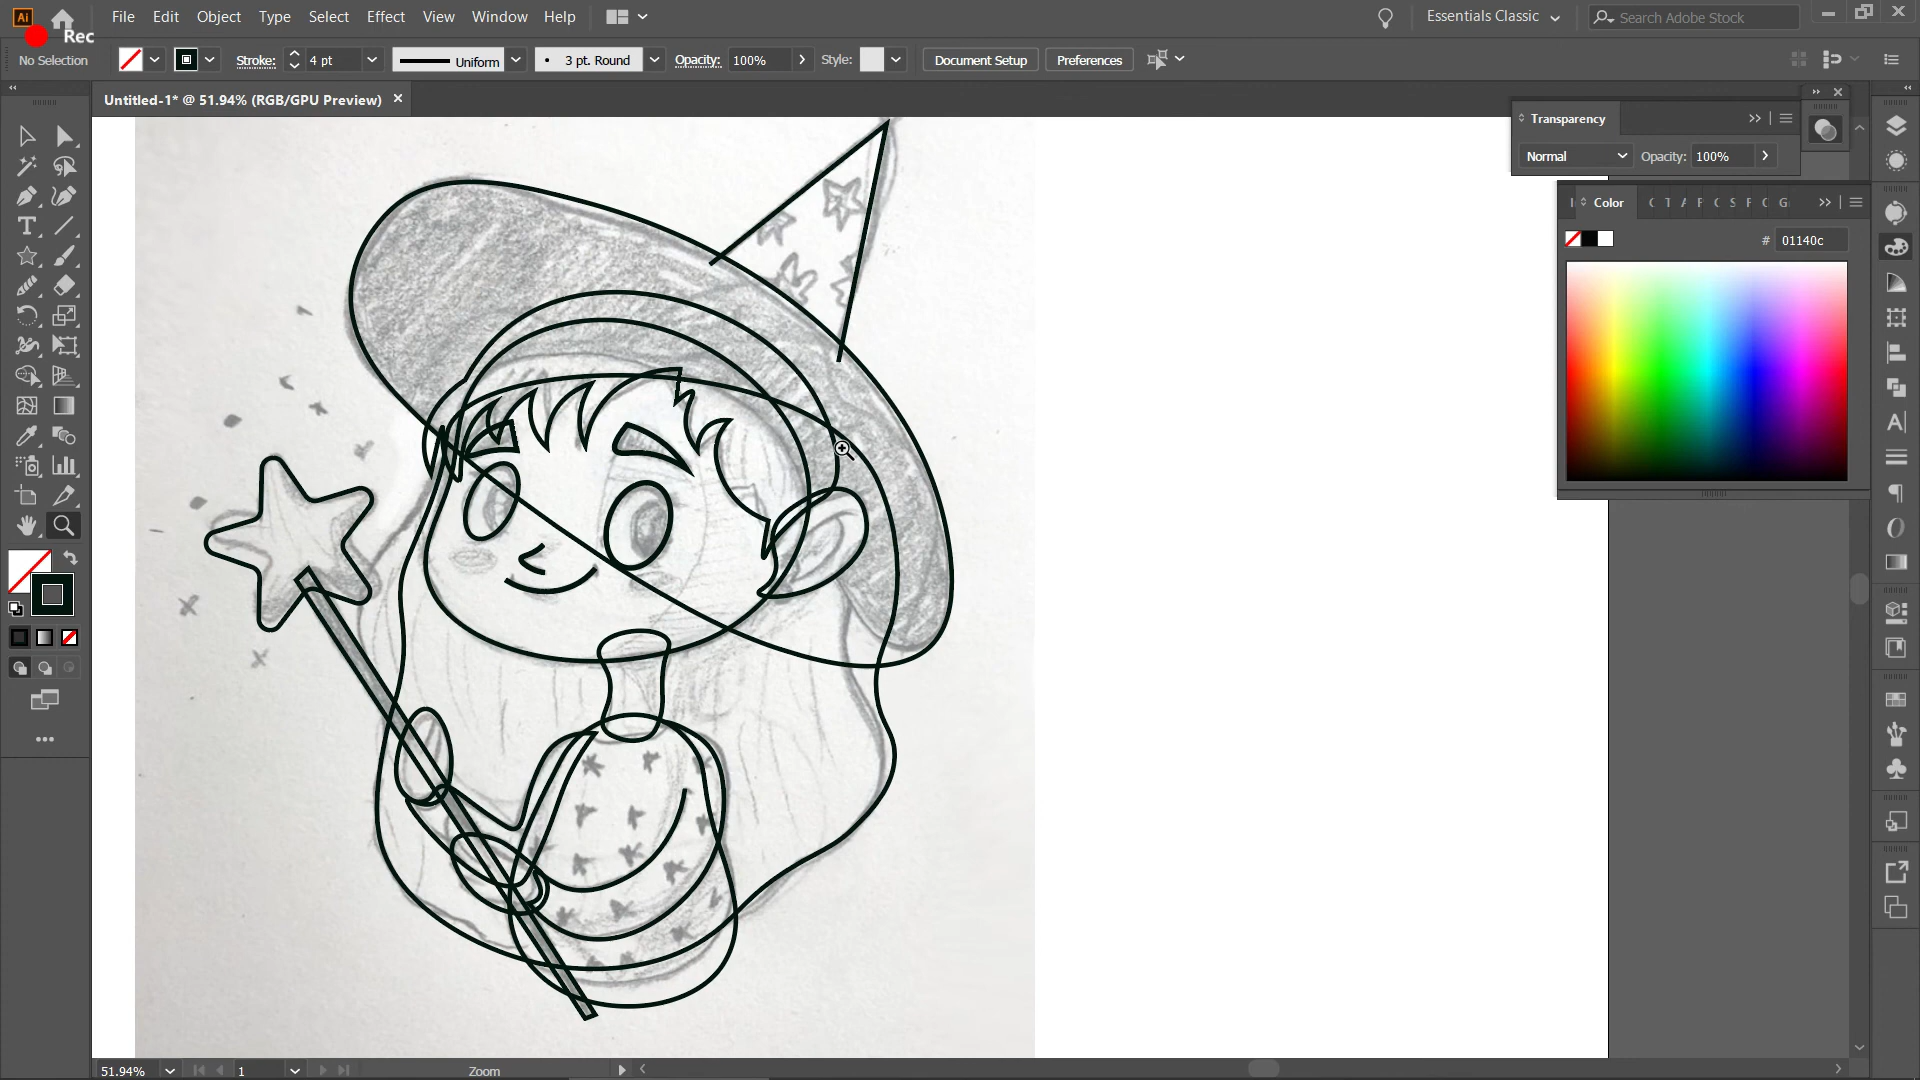 Ai
File Edit Object Type Select Effect View Window Help
Essentials Classic
Search Adobe Stock
Rec
No Selection
Stroke: 4 pt
Uniform
3 pt. Round
Opacity: 100%
Style:
Document Setup
Preferences
Untitled-1* @ 51.94% (RGB/GPU Preview)
Transparency
Normal
Opacity: 100%
Color
C T A F C S F C G
# 01140c
51.94%
1
Zoom